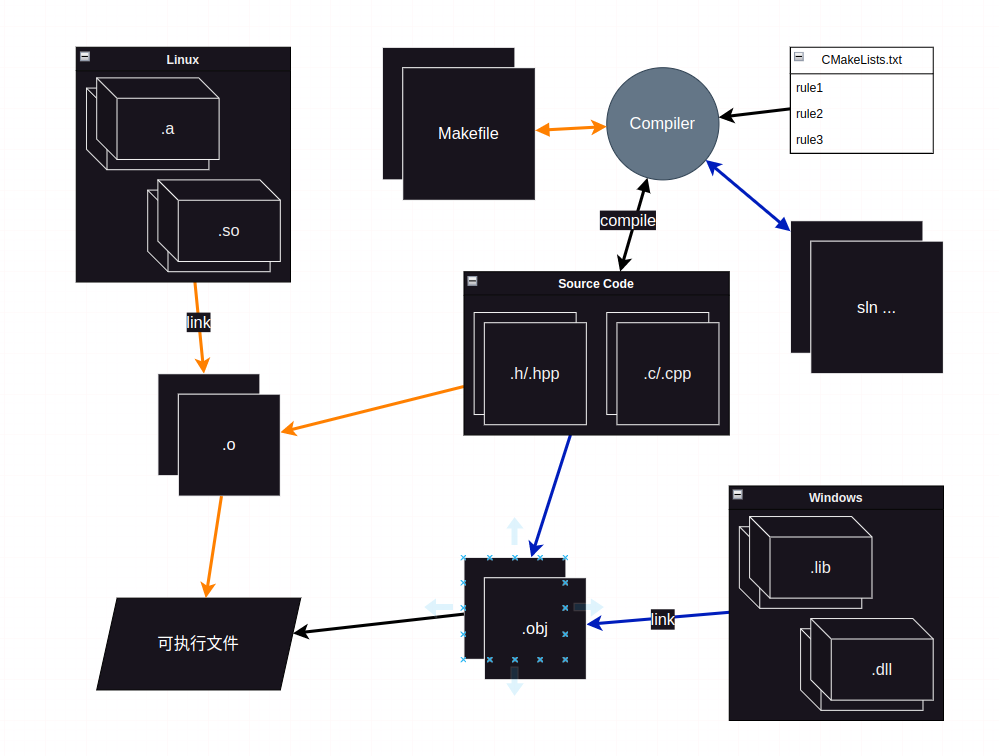 Linux
.a
.so
Makefile
Compiler
CMakeLists.txt
rule1
rule2
rule3
compile
sln ...
Source Code
.h/.hpp
.c/.cpp
link
.o
Windows
.lib
.dll
link
.obj
可执行文件